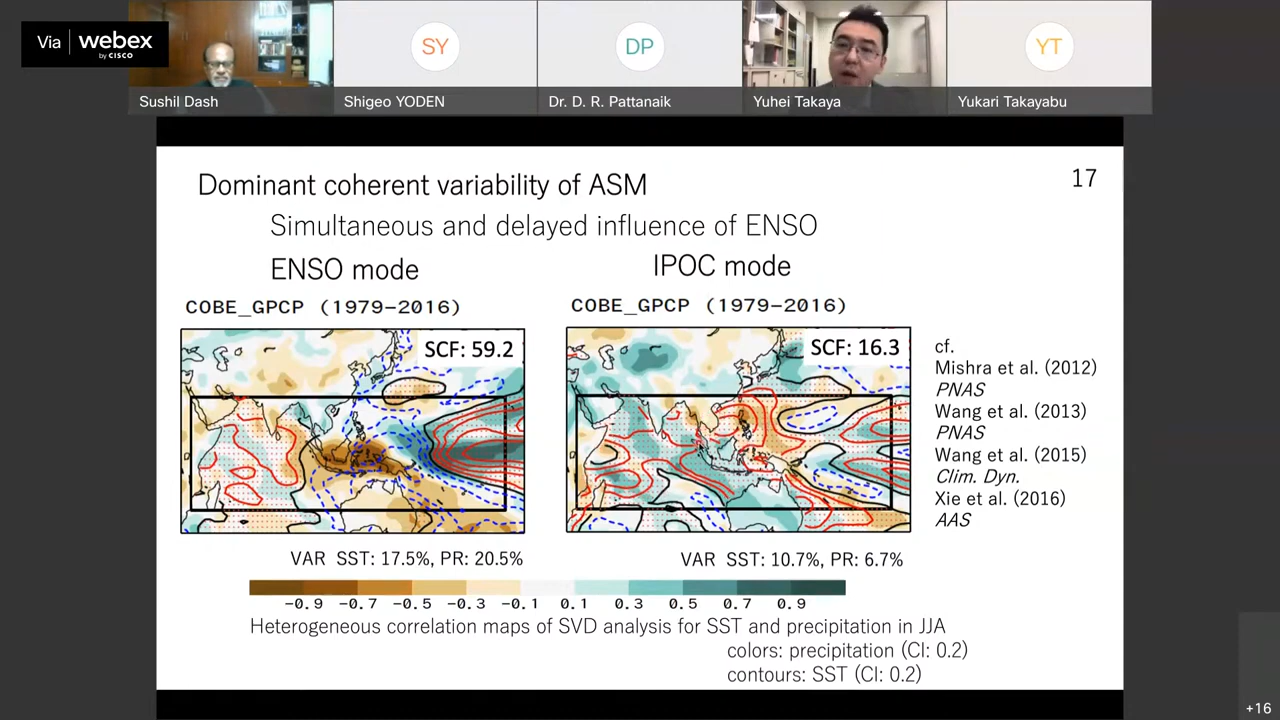 Via webex
by CISCO
SY
DP
YT
Sushil Dash
Shigeo YODEN
Dr. D. R. Pattanaik
Yuhei Takaya
Yukari Takayabu
Dominant coherent variability of ASM
17
Simultaneous and delayed influence of ENSO
ENSO mode
IPOC mode
COBE_GPCP (1979−2016)
COBE_GPCP (1979−2016)
SCF: 59.2
SCF: 16.3
cf.
Mishra et al. (2012)
PNAS
Wang et al. (2013)
PNAS
Wang et al. (2015)
Clim. Dyn.
Xie et al. (2016)
AAS
VAR SST: 17.5%, PR: 20.5%
VAR SST: 10.7%, PR: 6.7%
−0.9 −0.7 −0.5 −0.3 −0.1 0.1 0.3 0.5 0.7 0.9
Heterogeneous correlation maps of SVD analysis for SST and precipitation in JJA
colors: precipitation (CI: 0.2)
contours: SST (CI: 0.2)
+16